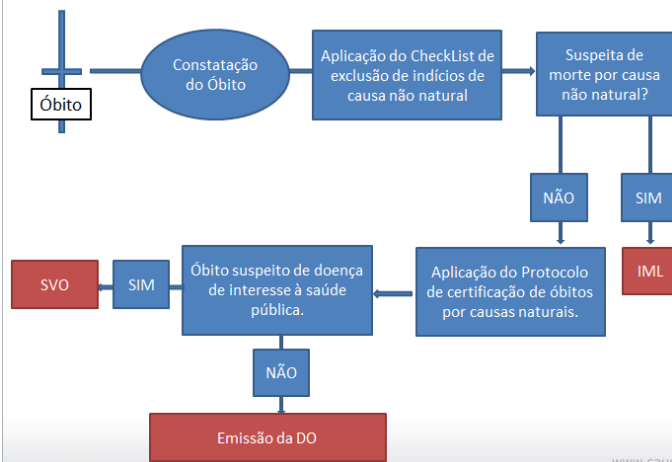 Óbito
Constatação
do Óbito
Aplicação do CheckList de
exclusão de indícios de
causa não natural
Suspeita de
morte por causa
não natural?
NÃO
SIM
SVO
SIM
Óbito suspeito de doença
de interesse à saúde
pública.
Aplicação do Protocolo
de certificação de óbitos
por causas naturais.
IML
NÃO
Emissão da DO